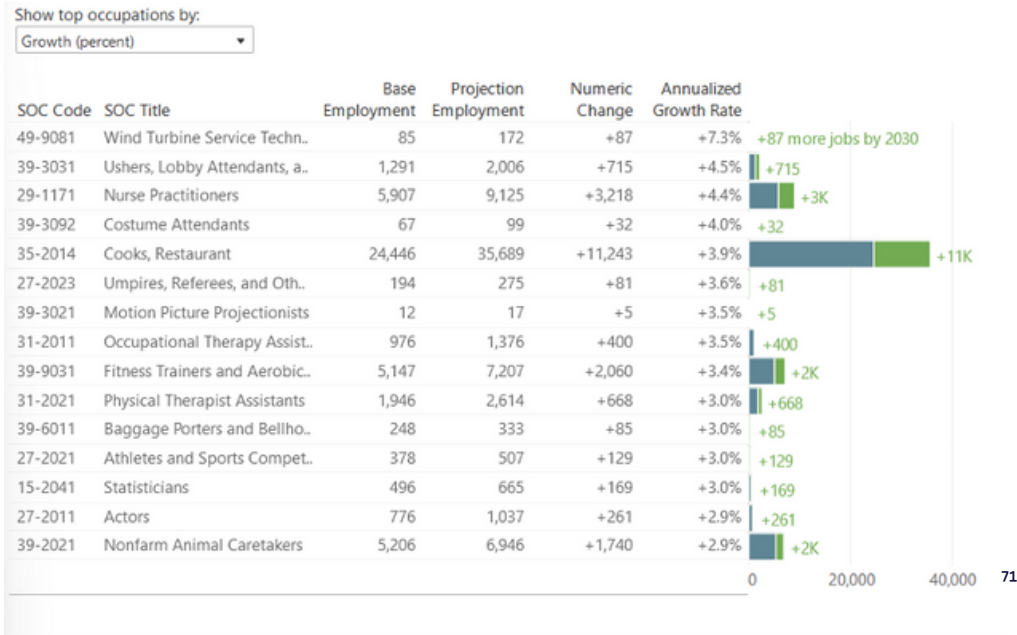 Show top occupations by:
Growth (percent)
Base Projection Numeric Annualized
SOC Code SOC Title Employment Employment Change Growth Rate
49-9081 Wind Turbine Service Techn.. 85 172 +87 +7.3% +87 more jobs by 2030
39-3031 Ushers, Lobby Attendants, a.. 1,291 2,006 +715 +4.5% +715
29-1171 Nurse Practitioners 5,907 9,125 +3,218 +4.4% +3K
39-3092 Costume Attendants 67 99 +32 +4.0% +32
35-2014 Cooks, Restaurant 24,446 35,689 +11,243 +3.9% +11K
27-2023 Umpires, Referees, and Oth.. 194 275 +81 +3.6% +81
39-3021 Motion Picture Projectionists 12 17 +5 +3.5% +5
31-2011 Occupational Therapy Assist.. 976 1,376 +400 +3.5% +400
39-9031 Fitness Trainers and Aerobic.. 5,147 7,207 +2,060 +3.4% +2K
31-2021 Physical Therapist Assistants 1,946 2,614 +668 +3.0% +668
39-6011 Baggage Porters and Bellho.. 248 333 +85 +3.0% +85
27-2021 Athletes and Sports Compet.. 378 507 +129 +3.0% +129
15-2041 Statisticians 496 665 +169 +3.0% +169
27-2011 Actors 776 1,037 +261 +2.9% +261
39-2021 Nonfarm Animal Caretakers 5,206 6,946 +1,740 +2.9% +2K
0 20,000 40,000 71